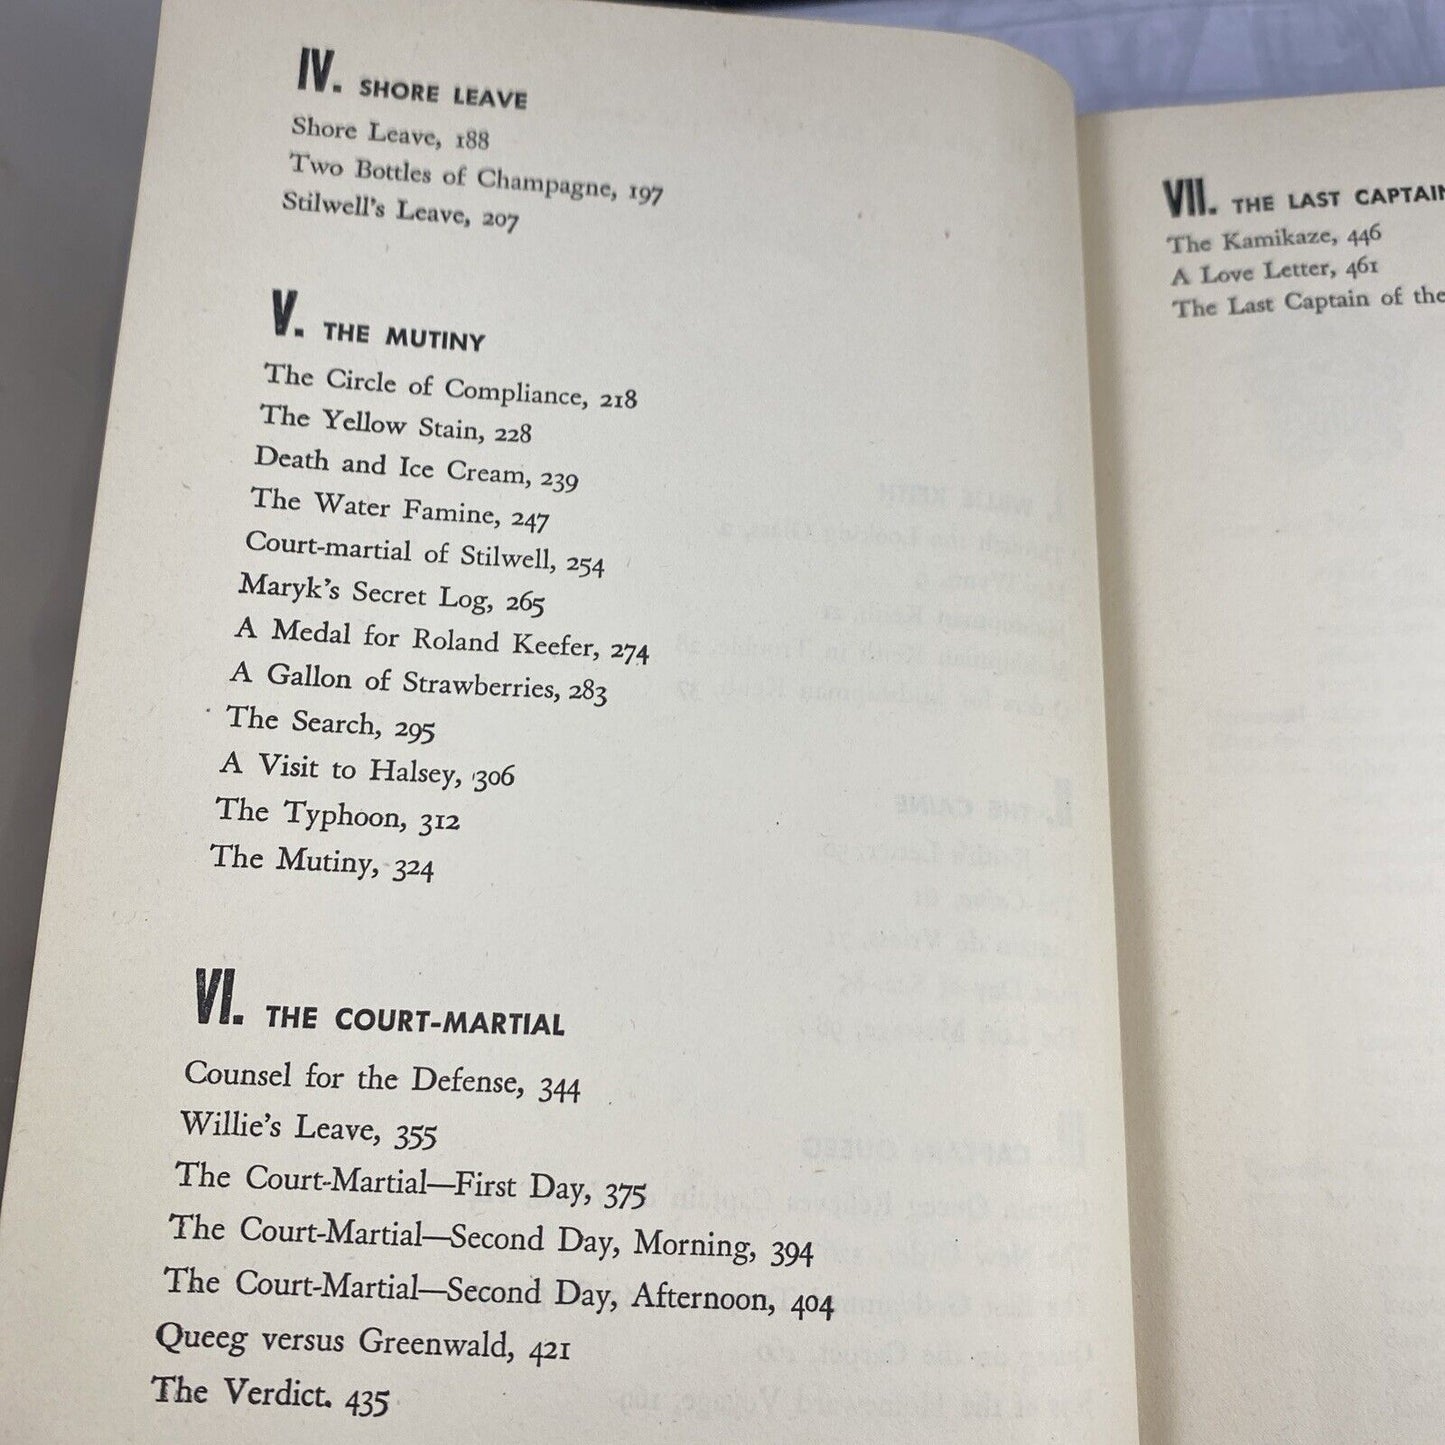 IV. SHORE LEAVE
Shore Leave, 188
Two Bottles of Champagne, 197
Stilwell's Leave, 207
V. THE MUTINY
The Circle of Compliance, 218
The Yellow Stain, 228
Death and Ice Cream, 239
The Water Famine, 247
Court-martial of Stilwell, 254
Maryk's Secret Log, 265
A Medal for Roland Keefer, 274
A Gallon of Strawberries, 283
The Search, 295
A Visit to Halsey, 306
The Typhoon, 312
The Mutiny, 324
VI. THE COURT-MARTIAL
Counsel for the Defense, 344
Willie's Leave, 355
The Court-Martial—First Day, 375
The Court-Martial—Second Day, Morning, 394
The Court-Martial—Second Day, Afternoon, 404
Queeg versus Greenwald, 421
The Verdict. 435
VII. THE LAST CAPTAIN
The Kamikaze, 446
A Love Letter, 461
The Last Captain of the